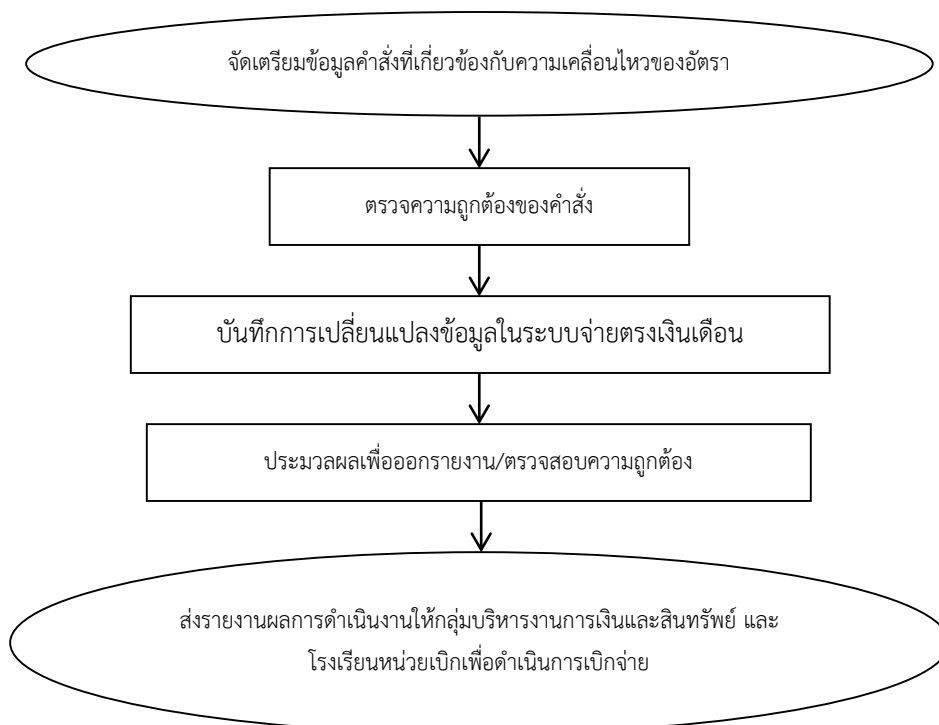 จัดเตรียมข้อมูลคำสั่งที่เกี่ยวข้องกับความเคลื่อนไหวของอัตรา
ตรวจความถูกต้องของคำสั่ง
บันทึกการเปลี่ยนแปลงข้อมูลในระบบจ่ายตรงเงินเดือน
ประมวลผลเพื่อออกรายงาน/ตรวจสอบความถูกต้อง
ส่งรายงานผลการดำเนินงานให้กลุ่มบริหารงานการเงินและสินทรัพย์ และ
โรงเรียนหน่วยเบิกเพื่อดำเนินการเบิกจ่าย